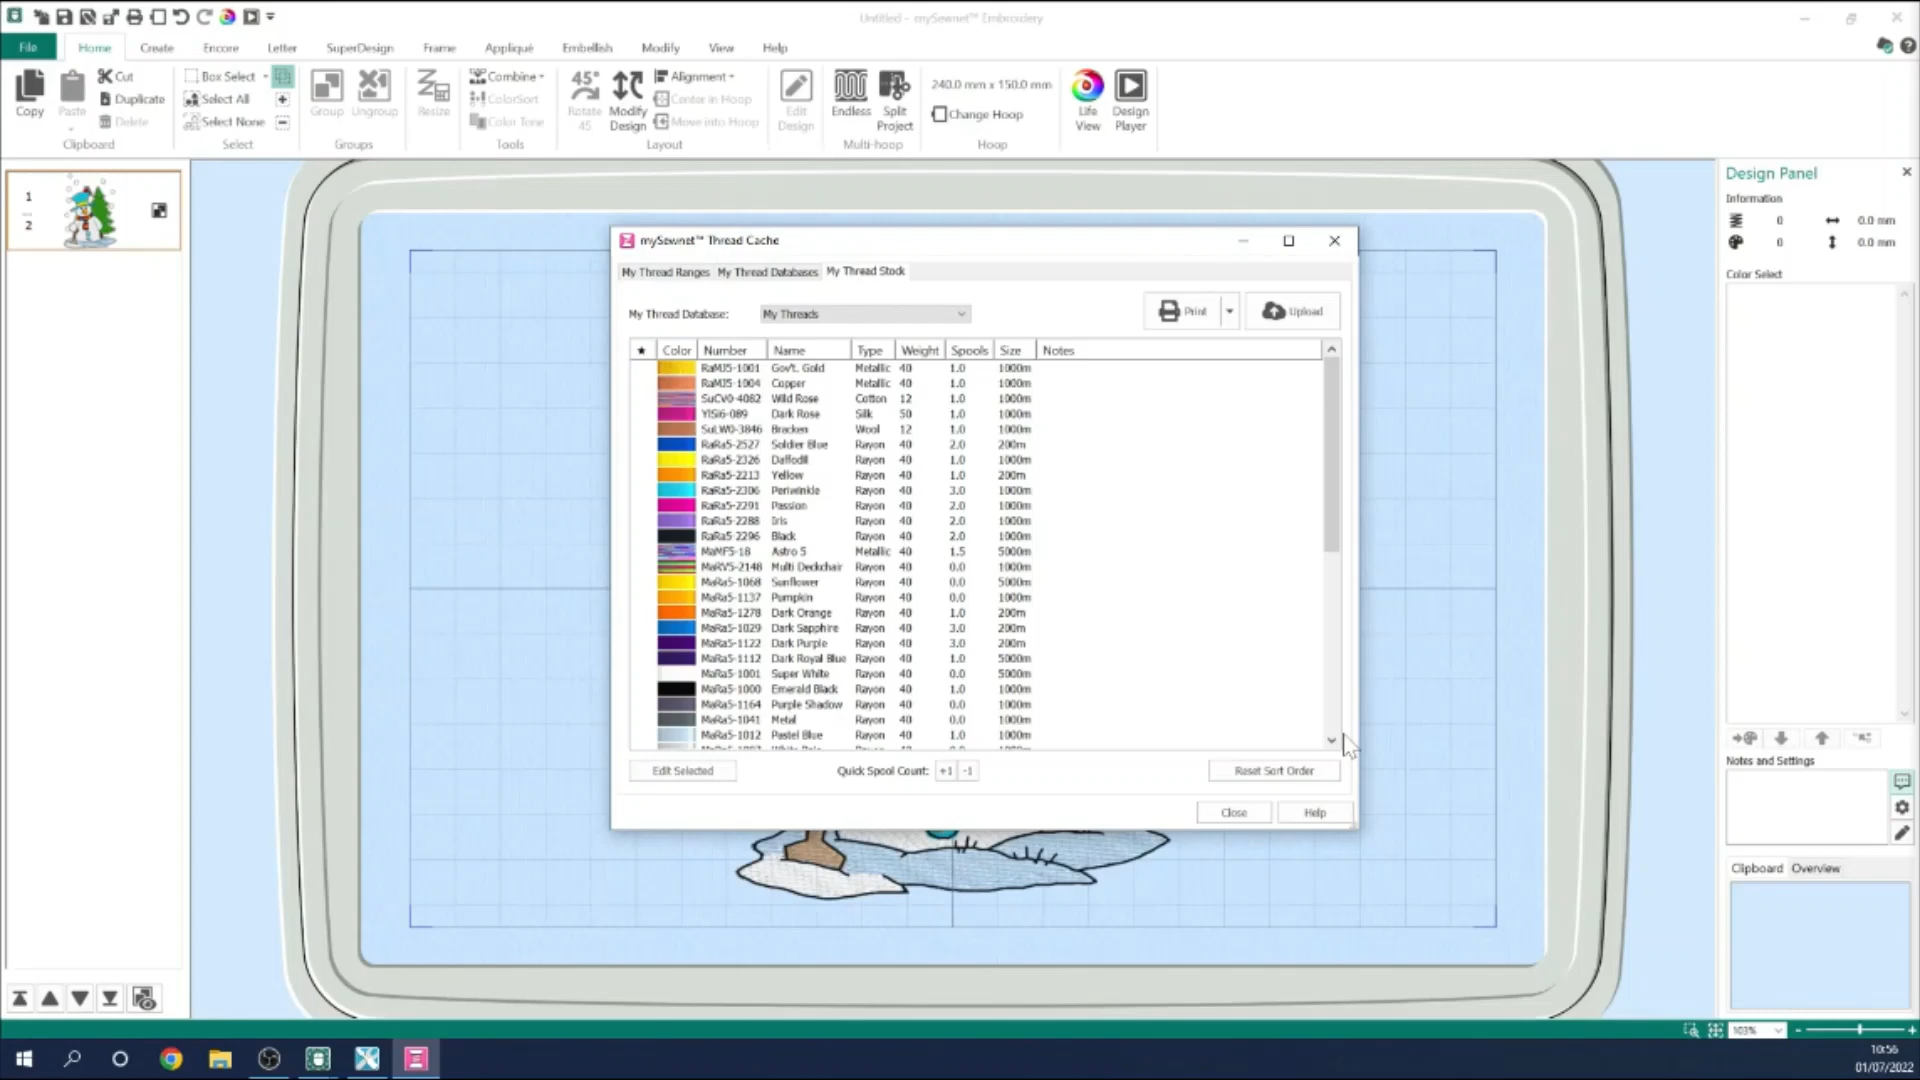 Untitled - mySewnet™ Embroidery
File Home Create Encore Letter SuperDesign Frame Appliqué Embellish Modify View Help
Copy Paste Cut Duplicate Delete Clipboard
Box Select Select All Select None Select
Group Ungroup Groups
Resize
Combine ColorSort Color Tone Tools
Rotate 45 Modify Design Alignment Center in Hoop Move into Hoop Layout
Edit Design
Endless Split Project Multi-hoop
240.0 mm x 150.0 mm Change Hoop Hoop
Life View Design Player
1
2
mySewnet™ Thread Cache
My Thread Ranges My Thread Databases My Thread Stock
My Thread Database: My Threads Print Upload
★ Color Number Name Type Weight Spools Size Notes
RaMJ5-1001 Gov't. Gold Metallic 40 1.0 1000m
RaMJ5-1004 Copper Metallic 40 1.0 1000m
SuCV0-4082 Wild Rose Cotton 12 1.0 1000m
YlSi6-089 Dark Rose Silk 50 1.0 1000m
SuLW0-3846 Bracken Wool 12 1.0 1000m
RaRa5-2527 Soldier Blue Rayon 40 2.0 200m
RaRa5-2326 Daffodil Rayon 40 1.0 1000m
RaRa5-2213 Yellow Rayon 40 1.0 200m
RaRa5-2306 Periwinkle Rayon 40 3.0 1000m
RaRa5-2291 Passion Rayon 40 2.0 1000m
RaRa5-2288 Iris Rayon 40 2.0 1000m
RaRa5-2296 Black Rayon 40 2.0 1000m
MaMF5-18 Astro 5 Metallic 40 1.5 5000m
MaRV5-2148 Multi Deckchair Rayon 40 0.0 1000m
MaRa5-1068 Sunflower Rayon 40 0.0 5000m
MaRa5-1137 Pumpkin Rayon 40 0.0 1000m
MaRa5-1278 Dark Orange Rayon 40 1.0 200m
MaRa5-1029 Dark Sapphire Rayon 40 3.0 200m
MaRa5-1122 Dark Purple Rayon 40 3.0 200m
MaRa5-1112 Dark Royal Blue Rayon 40 1.0 5000m
MaRa5-1001 Super White Rayon 40 0.0 5000m
MaRa5-1000 Emerald Black Rayon 40 1.0 1000m
MaRa5-1164 Purple Shadow Rayon 40 0.0 1000m
MaRa5-1041 Metal Rayon 40 0.0 1000m
MaRa5-1012 Pastel Blue Rayon 40 1.0 1000m
Edit Selected Quick Spool Count: +1 -1 Reset Sort Order
Close Help
Design Panel
Information
0 0.0 mm
0 0.0 mm
Color Select
Notes and Settings
Clipboard Overview
103%
10:56
01/07/2022